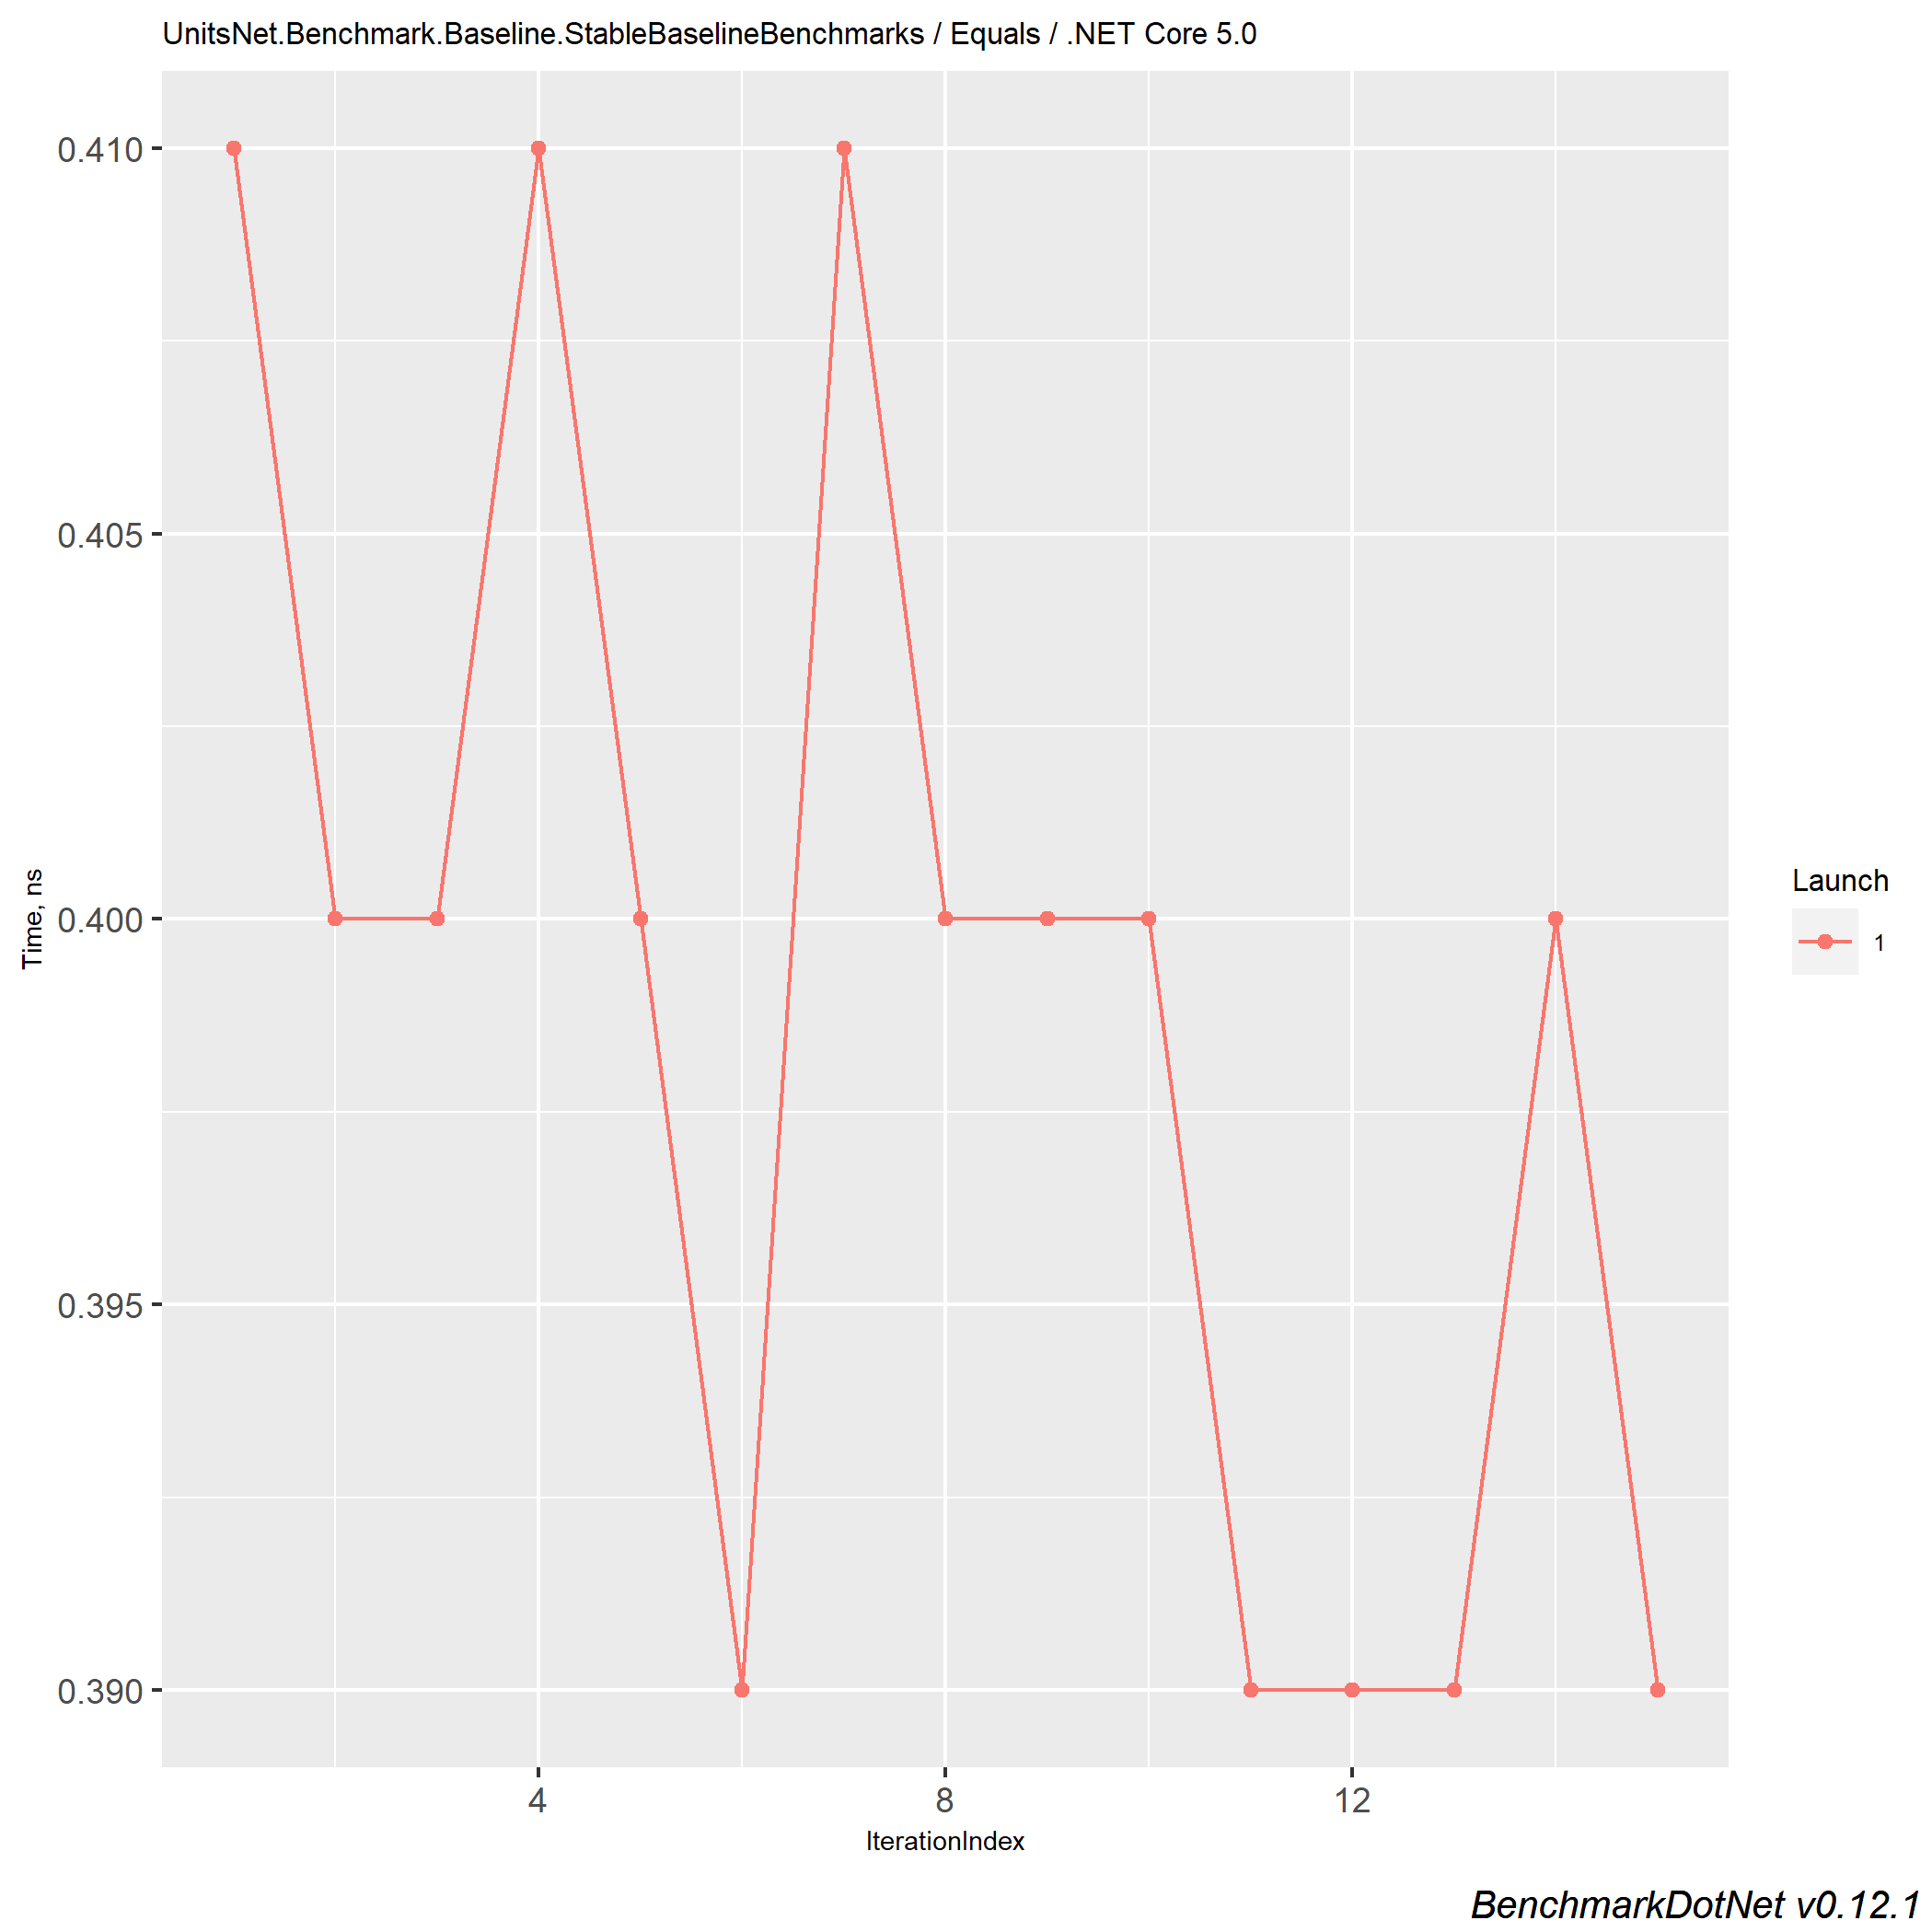 UnitsNet.Benchmark.Baseline.StableBaselineBenchmarks / Equals / .NET Core 5.0
0.410
0.405
0.400
0.395
0.390
Time, ns
4 8 12
IterationIndex
Launch
1
BenchmarkDotNet v0.12.1